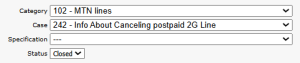 Category 102 - MTN lines
Case 242 - Info About Canceling postpaid 2G Line
Specification ---
Status Closed